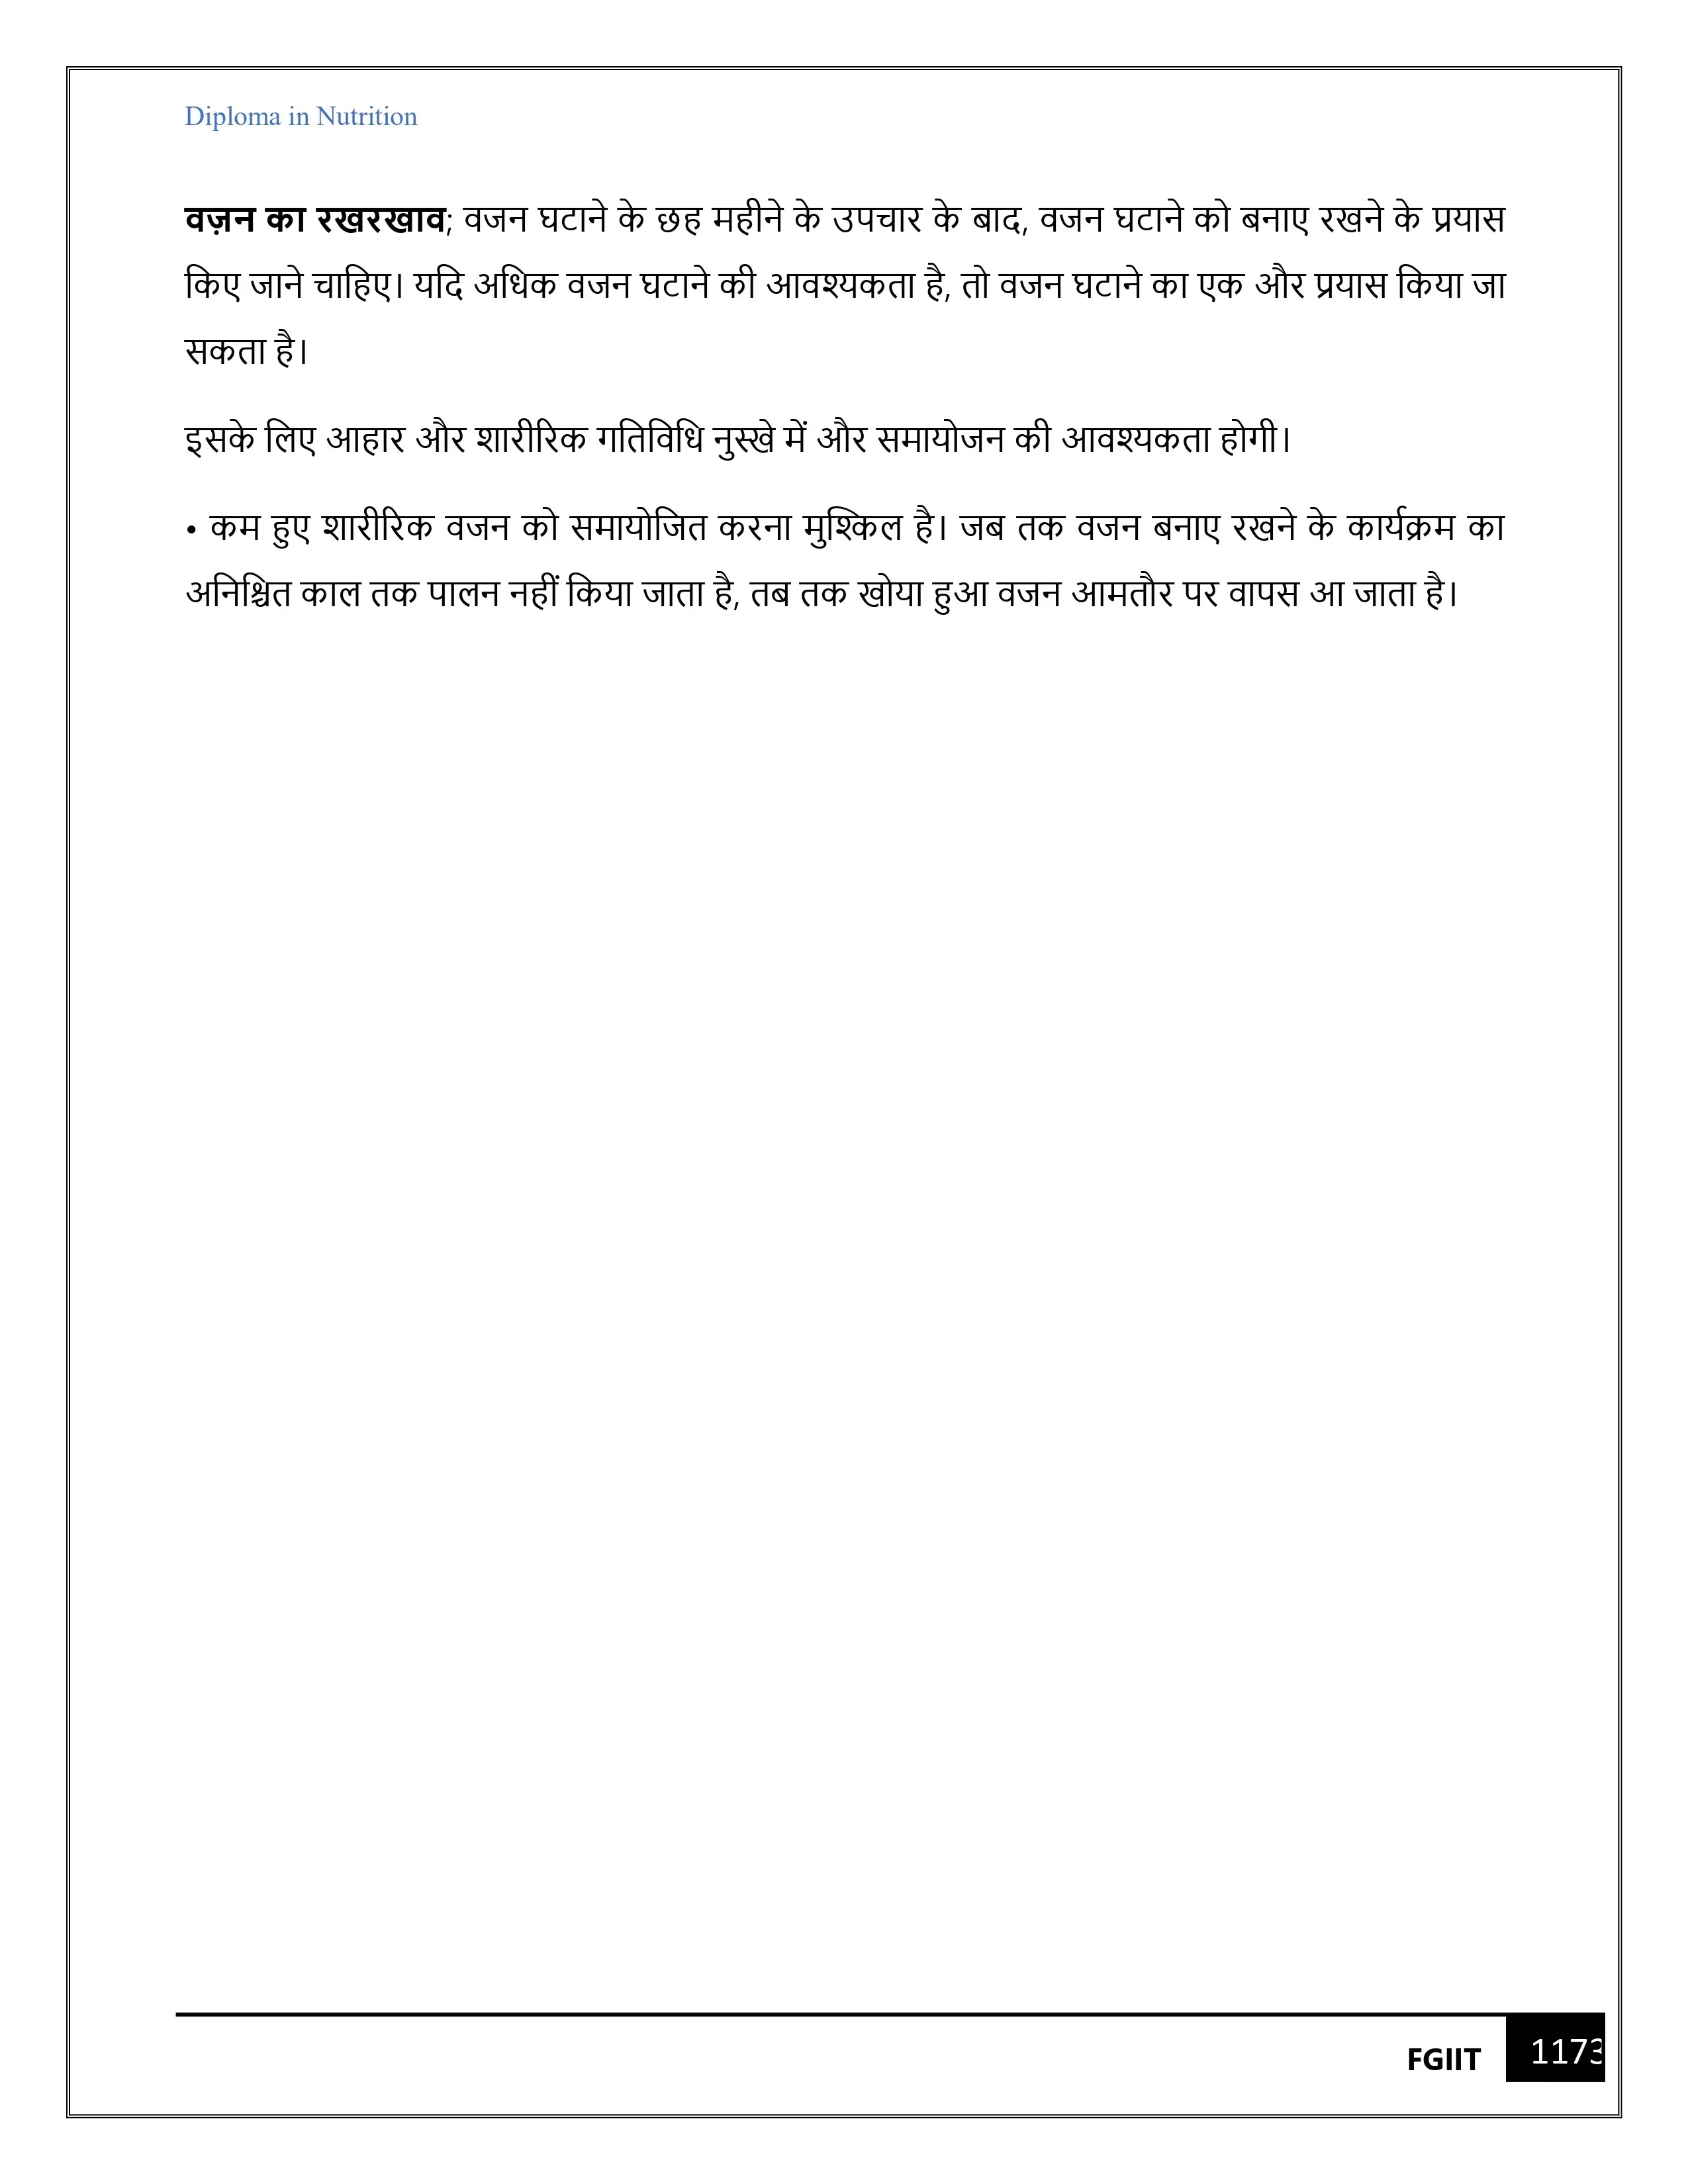 Diploma in Nutrition
वज़न का रखरखाव; वजन घटाने के छह महीने के उपचार के बाद, वजन घटाने को बनाए रखने के प्रयास
किए जाने चाहिए। यदि अधिक वजन घटाने की आवश्यकता है, तो वजन घटाने का एक और प्रयास किया जा
सकता है।
इसके लिए आहार और शारीरिक गतिविधि नुस्खे में और समायोजन की आवश्यकता होगी।
• कम हुए शारीरिक वजन को समायोजित करना मुश्किल है। जब तक वजन बनाए रखने के कार्यक्रम का
अनिश्चित काल तक पालन नहीं किया जाता है, तब तक खोया हुआ वजन आमतौर पर वापस आ जाता है।
FGIIT 1173